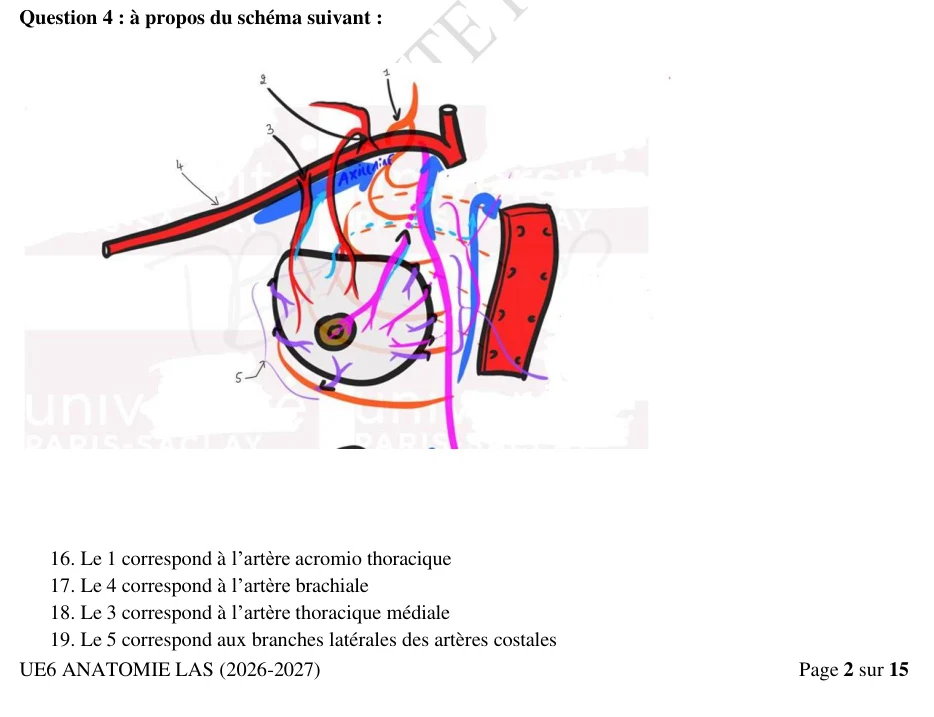 Question 4 : à propos du schéma suivant :
1
2
3
4
Axillaire
5
PARIS-SACLAY
16. Le 1 correspond à l’artère acromio thoracique
17. Le 4 correspond à l’artère brachiale
18. Le 3 correspond à l’artère thoracique médiale
19. Le 5 correspond aux branches latérales des artères costales
UE6 ANATOMIE LAS (2026-2027)
Page 2 sur 15